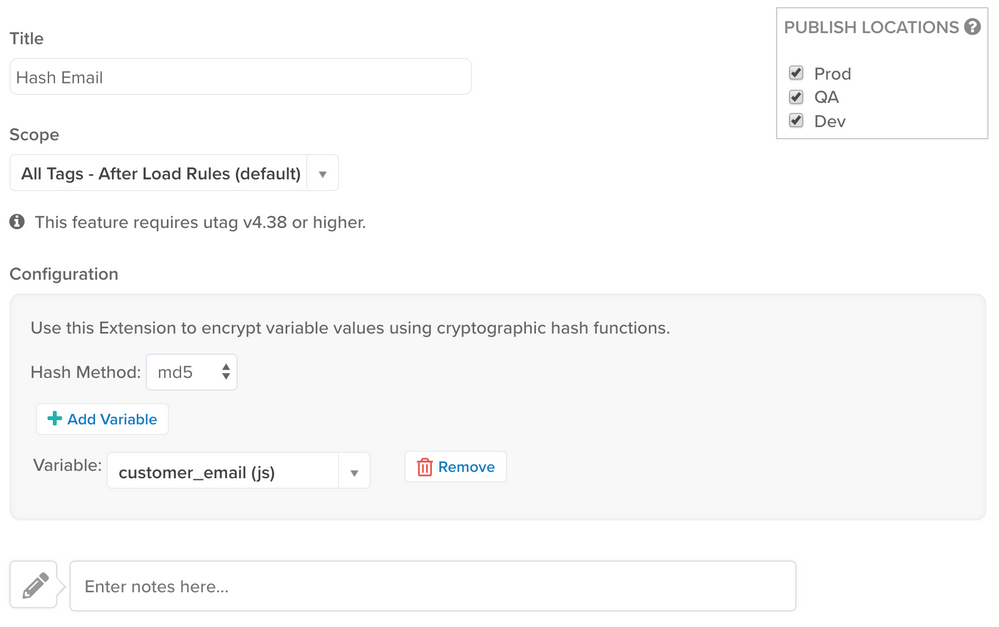 Title
Hash Email
PUBLISH LOCATIONS
Prod
QA
Dev
Scope
All Tags - After Load Rules (default)
This feature requires utag v4.38 or higher.
Configuration
Use this Extension to encrypt variable values using cryptographic hash functions.
Hash Method: md5
Add Variable
Variable: customer_email (js) Remove
Enter notes here...